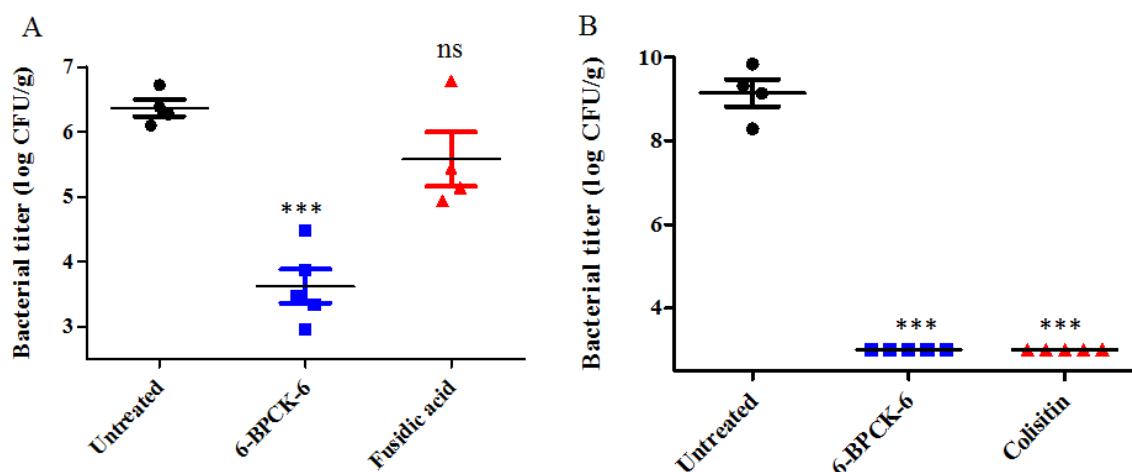 A
Bacterial titer (log CFU/g)
7
6
5
4
3
ns
***
Untreated
6-BPCK-6
Fusidic acid
B
Bacterial titer (log CFU/g)
10
8
6
4
***
***
Untreated
6-BPCK-6
Colisitin